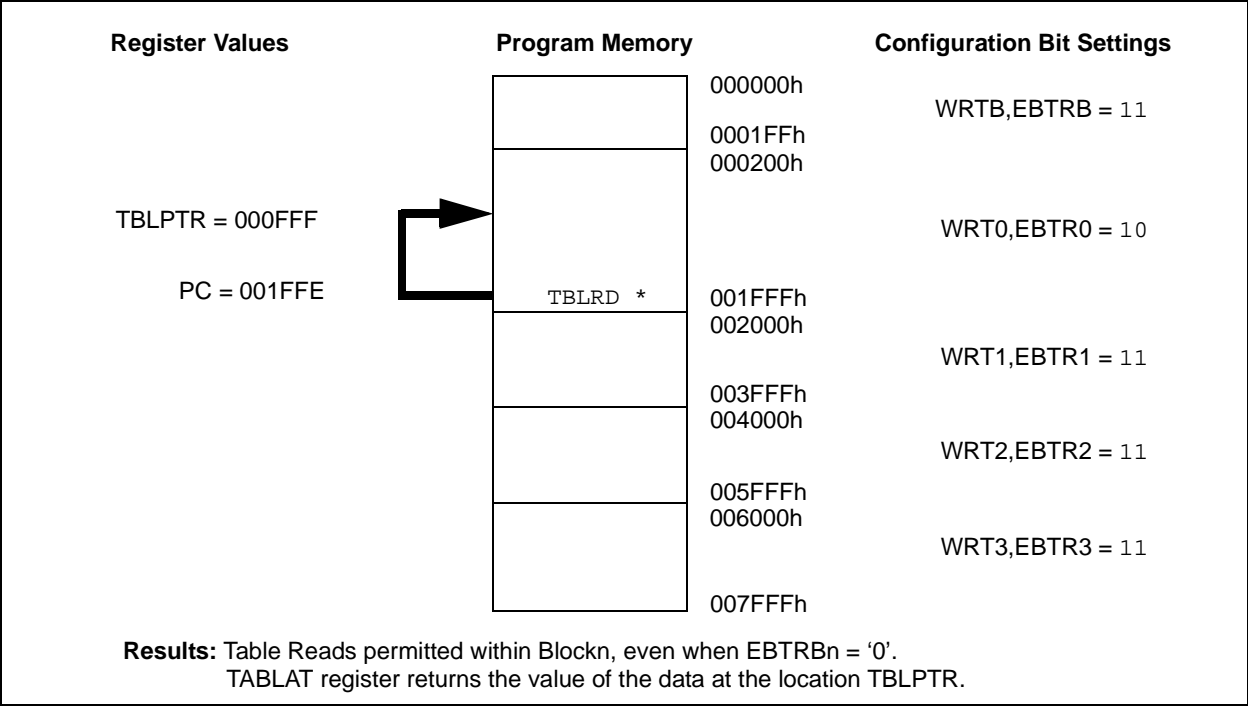 Register Values Program Memory Configuration Bit Settings
000000h
WRTB,EBTRB = 11
0001FFh
000200h
TBLPTR = 000FFF
WRT0,EBTR0 = 10
PC = 001FFE
TBLRD *
001FFFh
002000h
WRT1,EBTR1 = 11
003FFFh
004000h
WRT2,EBTR2 = 11
005FFFh
006000h
WRT3,EBTR3 = 11
007FFFh
Results: Table Reads permitted within Blockn, even when EBTRBn = ‘0’.
TABLAT register returns the value of the data at the location TBLPTR.